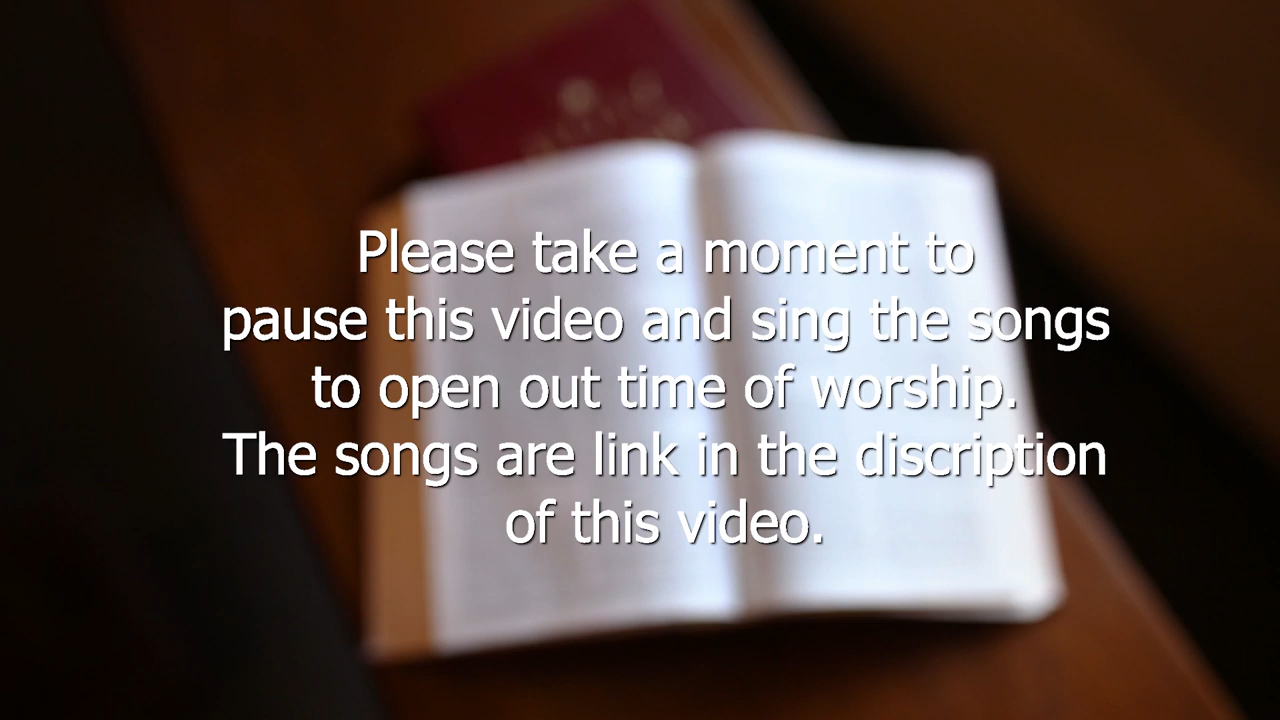 Please take a moment to
pause this video and sing the songs
to open out time of worship.
The songs are link in the discription
of this video.